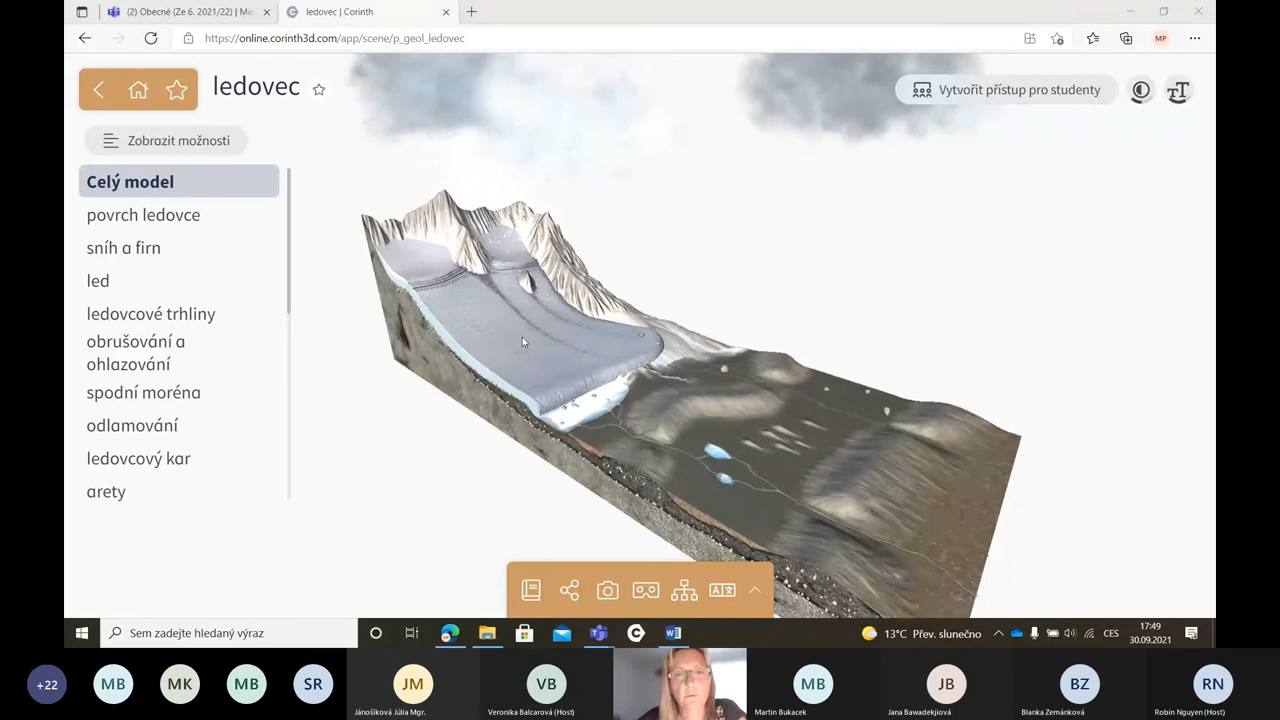 (2) Obecné (Ze 6. 2021/22) | Mic
ledovec | Corinth
https://online.corinth3d.com/app/scene/p_geol_ledovec
MP
ledovec
Vytvořit přístup pro studenty
Zobrazit možnosti
Celý model
povrch ledovce
sníh a firn
led
ledovcové trhliny
obrušování a
ohlazování
spodní moréna
odlamování
ledovcový kar
arety
Sem zadejte hledaný výraz
13°C Přev. slunečno
CES
17:49
30.09.2021
+22
MB
MK
MB
SR
JM
VB
MB
JB
BZ
RN
Jánošíková Júlia Mgr.
Veronika Balcarová (Host)
Martin Bukacek
Jana Bawadekjiová
Blanka Zemánková
Robin Nguyen (Host)